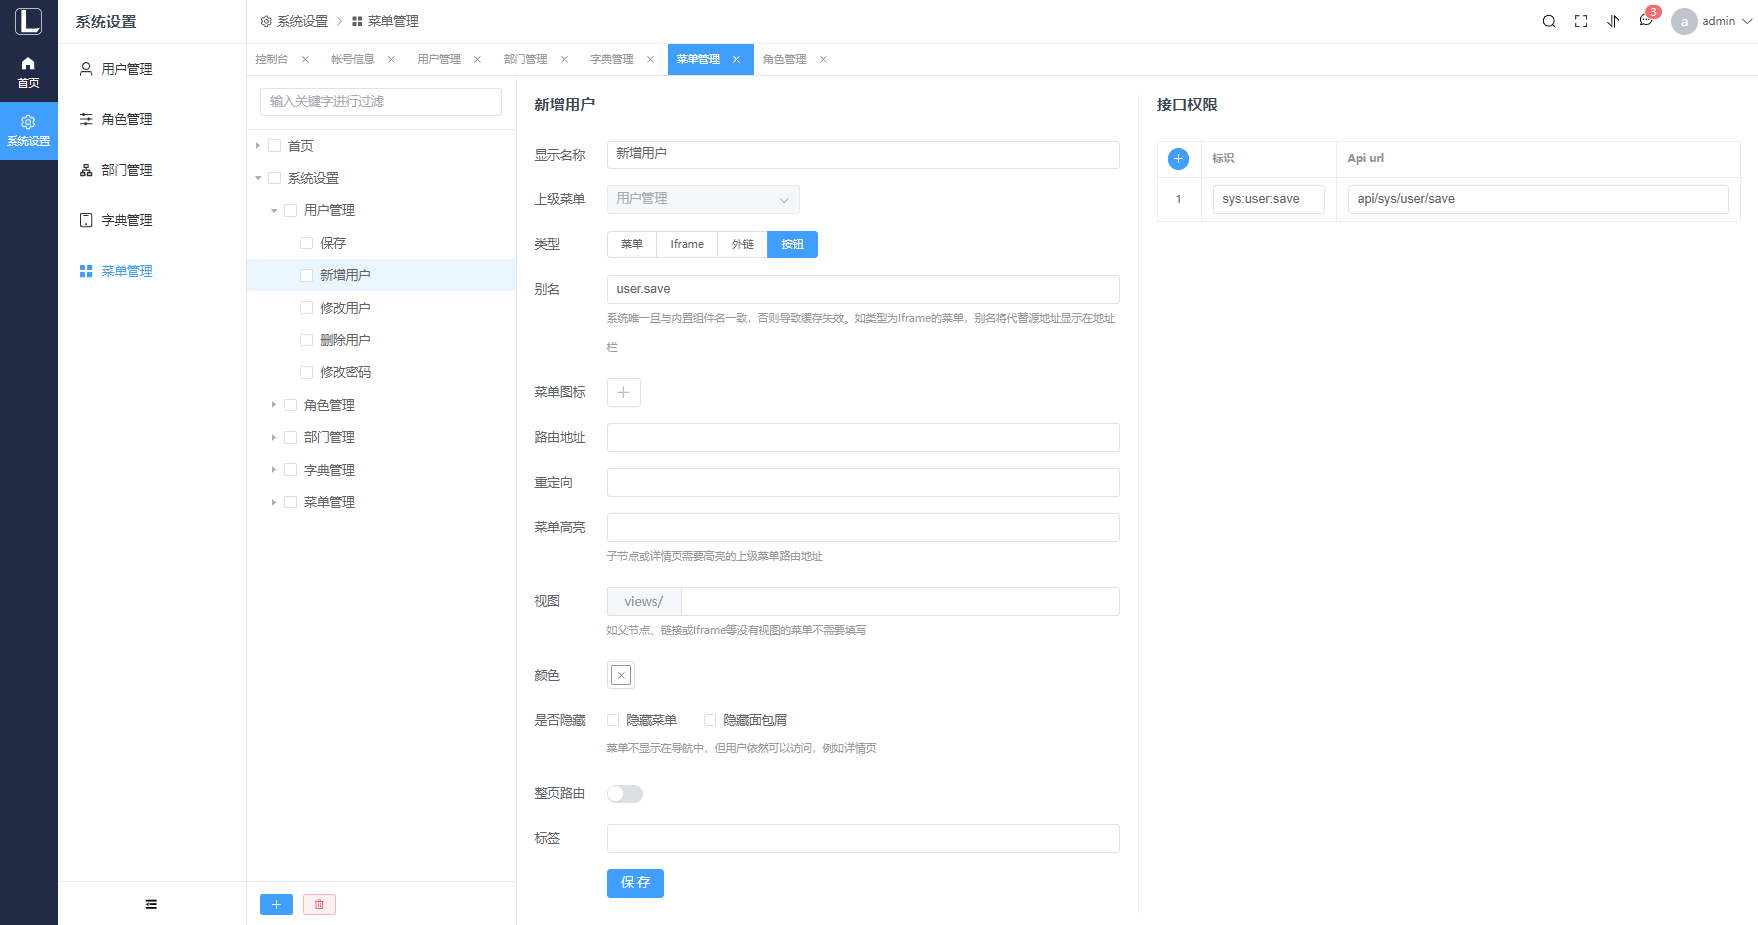 L
首页
系统设置
系统设置
用户管理
角色管理
部门管理
字典管理
菜单管理
系统设置
菜单管理
3
a
admin
控制台
帐号信息
用户管理
部门管理
字典管理
菜单管理
角色管理
输入关键字进行过滤
首页
系统设置
用户管理
保存
新增用户
修改用户
删除用户
修改密码
角色管理
部门管理
字典管理
菜单管理
新增用户
显示名称 新增用户
上级菜单 用户管理
类型 菜单 Iframe 外链 按钮
别名 user.save
系统唯一且与内置组件名一致，否则导致缓存失效。如类型为Iframe的菜单，别名将代替源地址显示在地址
栏
菜单图标
路由地址
重定向
菜单高亮
子节点或详情页需要高亮的上级菜单路由地址
视图 views/
如父节点、链接或Iframe等没有视图的菜单不需要填写
颜色
是否隐藏 隐藏菜单 隐藏面包屑
菜单不显示在导航中，但用户依然可以访问，例如详情页
整页路由
标签
保存
接口权限
标识 Api url
1 sys:user:save api/sys/user/save